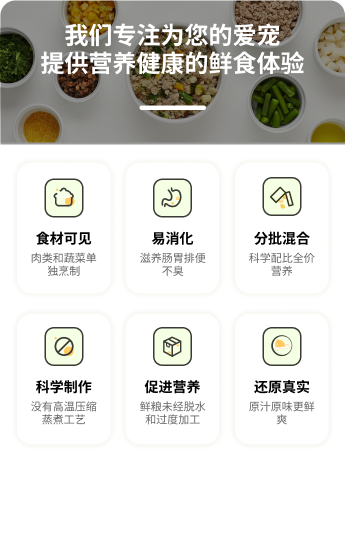 我们专注为您的爱宠
提供营养健康的鲜食体验
食材可见
肉类和蔬菜单
独烹制
易消化
滋养肠胃排便
不臭
分批混合
科学配比全价
营养
科学制作
没有高温压缩
蒸煮工艺
促进营养
鲜粮未经脱水
和过度加工
还原真实
原汁原味更鲜
爽